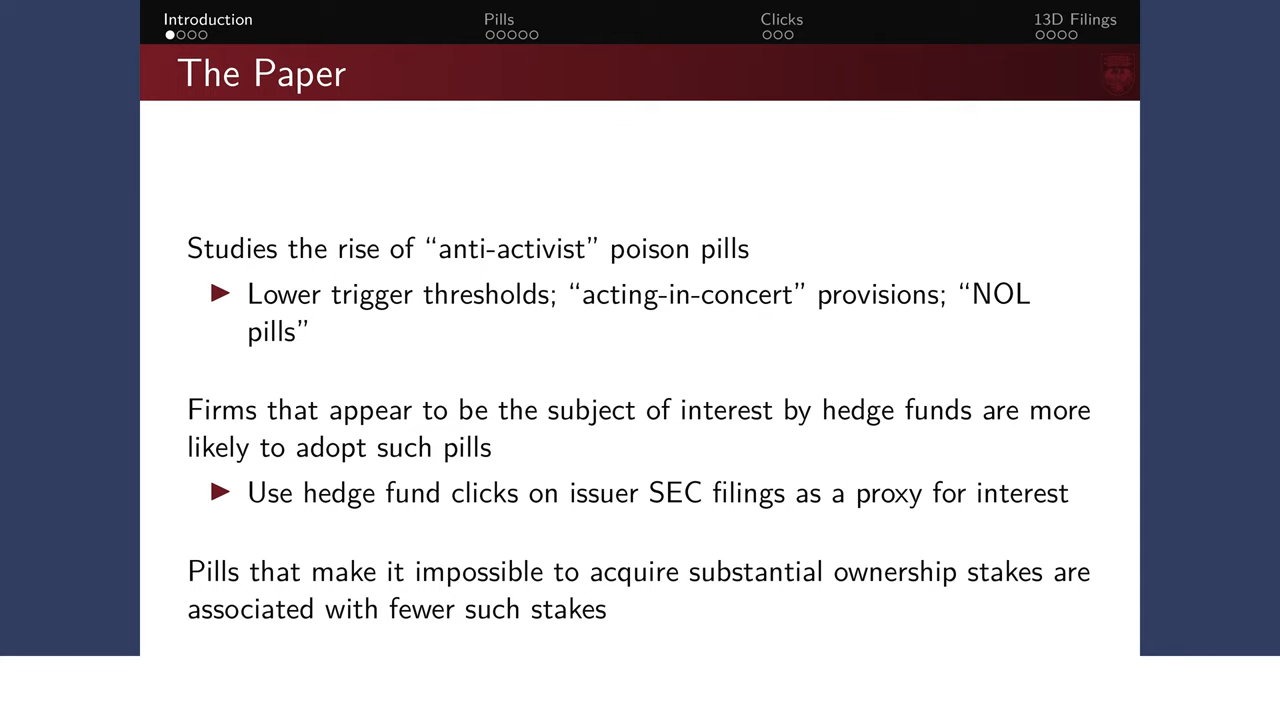 Introduction
Pills
Clicks
13D Filings
The Paper
Studies the rise of “anti-activist” poison pills
Lower trigger thresholds; “acting-in-concert” provisions; “NOL
pills”
Firms that appear to be the subject of interest by hedge funds are more
likely to adopt such pills
Use hedge fund clicks on issuer SEC filings as a proxy for interest
Pills that make it impossible to acquire substantial ownership stakes are
associated with fewer such stakes